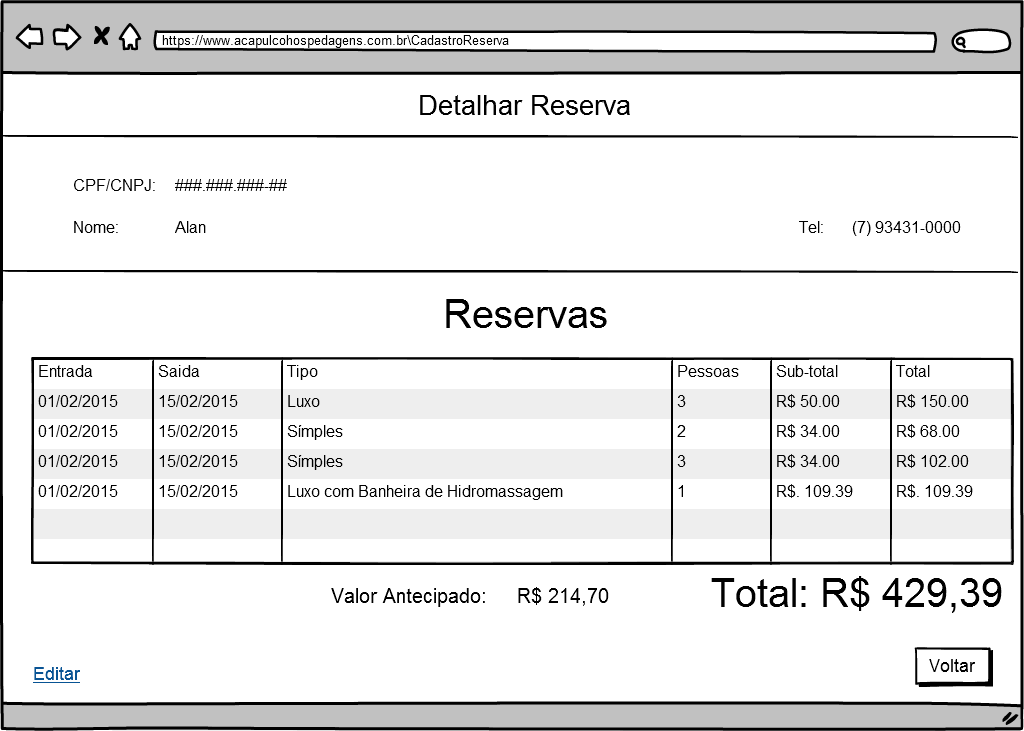 https://www.acapulcohospedagens.com.br\CadastroReserva
Detalhar Reserva
CPF/CNPJ: ###.###.###-##
Nome: Alan Tel: (7) 93431-0000
Reservas
Entrada Saida Tipo Pessoas Sub-total Total
01/02/2015 15/02/2015 Luxo 3 R$ 50.00 R$ 150.00
01/02/2015 15/02/2015 Símples 2 R$ 34.00 R$ 68.00
01/02/2015 15/02/2015 Símples 3 R$ 34.00 R$ 102.00
01/02/2015 15/02/2015 Luxo com Banheira de Hidromassagem 1 R$. 109.39 R$. 109.39
Valor Antecipado: R$ 214,70 Total: R$ 429,39
Editar Voltar